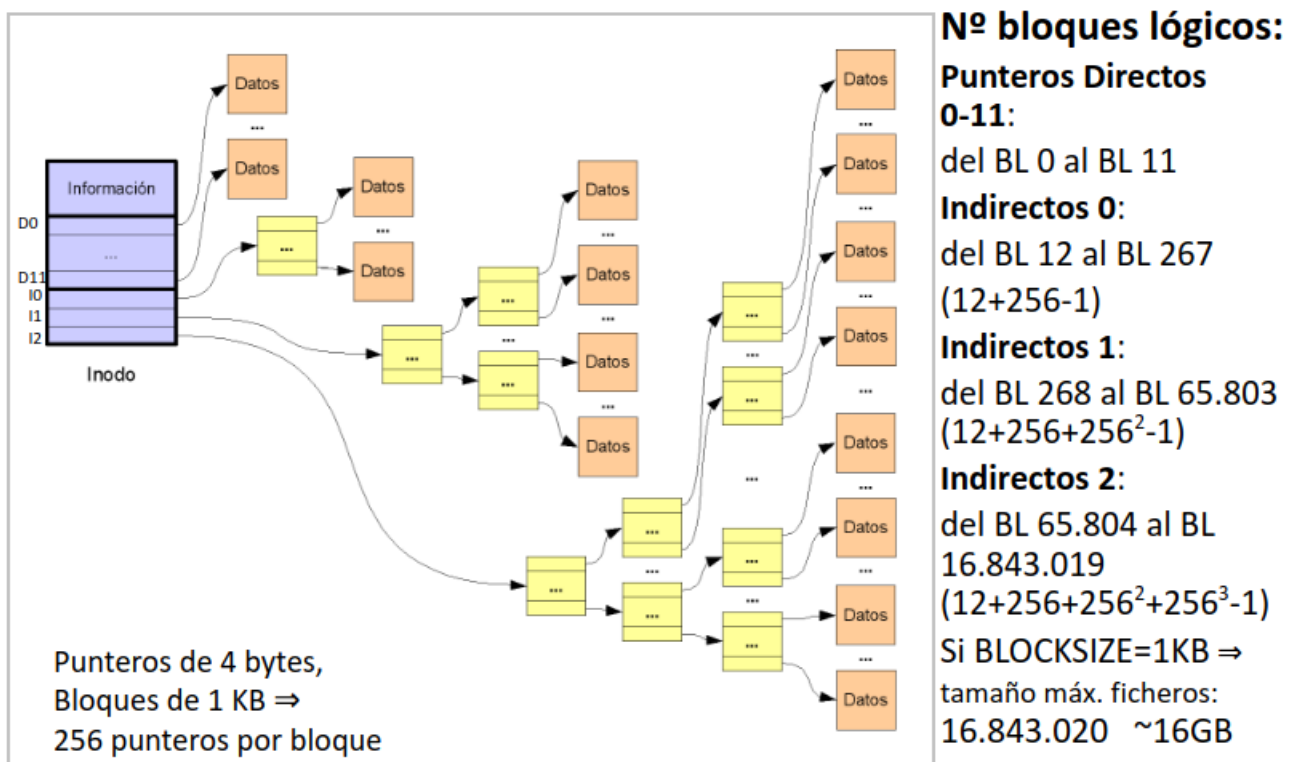 Datos
...
Datos
Información
D0
...
D11
I0
I1
I2
Inodo
...
Datos
...
Datos
...
...
...
...
Datos
...
Datos
...
Datos
...
Datos
...
...
...
...
...
...
...
...
...
...
...
...
Datos
...
Datos
...
Datos
...
Datos
...
Datos
...
Datos
...
Datos
...
Datos
Punteros de 4 bytes,
Bloques de 1 KB ⇒
256 punteros por bloque
Nº bloques lógicos:
Punteros Directos
0-11:
del BL 0 al BL 11
Indirectos 0:
del BL 12 al BL 267
(12+256-1)
Indirectos 1:
del BL 268 al BL 65.803
(12+256+256²-1)
Indirectos 2:
del BL 65.804 al BL
16.843.019
(12+256+256²+256³-1)
Si BLOCKSIZE=1KB ⇒
tamaño máx. ficheros:
16.843.020 ~16GB